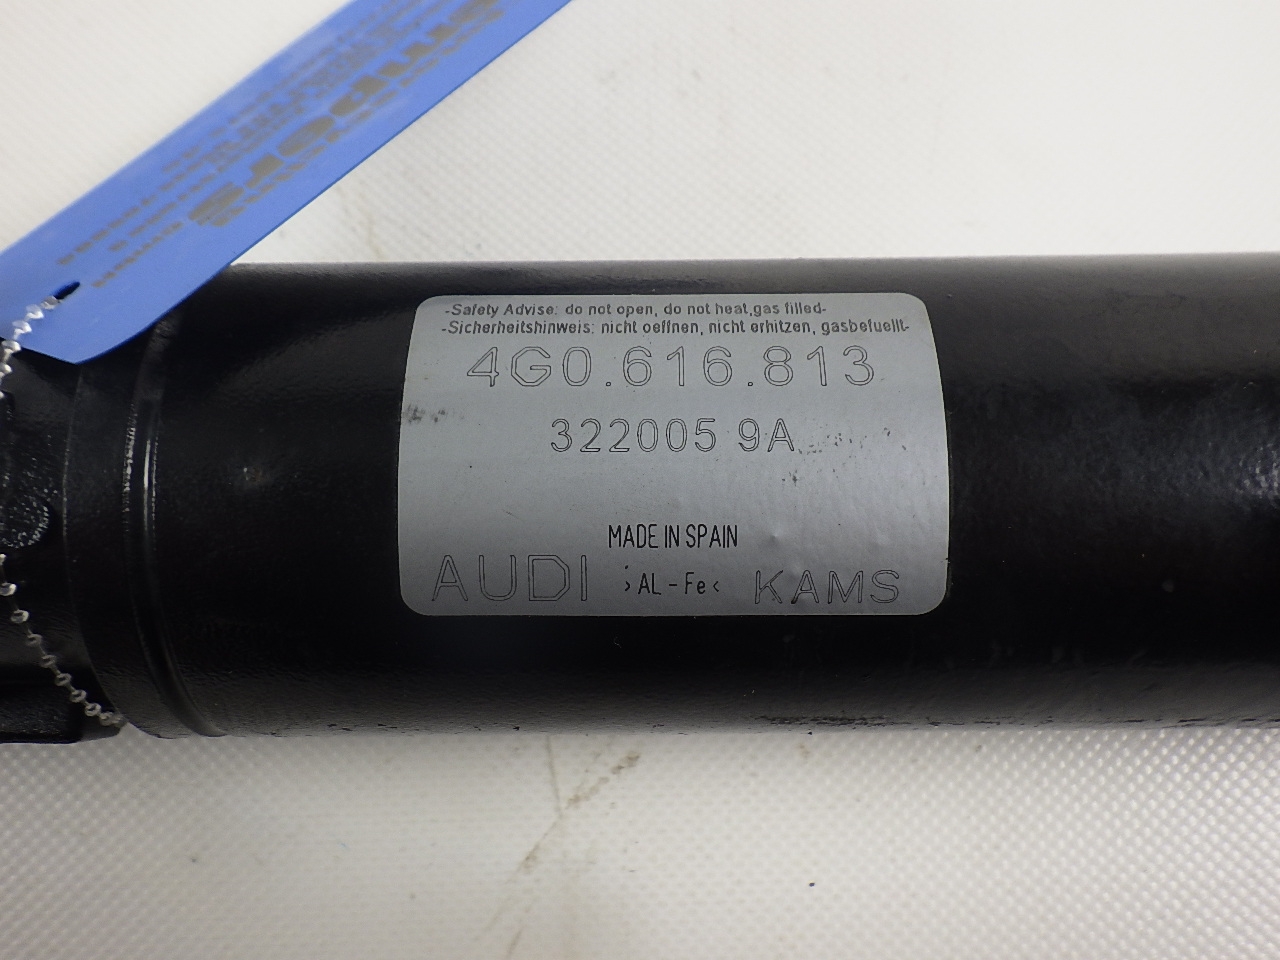 -Safety Advise: do not open, do not heat,gas filled-
-Sicherheitshinweis: nicht oeffnen, nicht erhitzen, gasbefuellt-
4G0.616.813
322005 9A
MADE IN SPAIN
AUDI >AL-Fe< KAMS